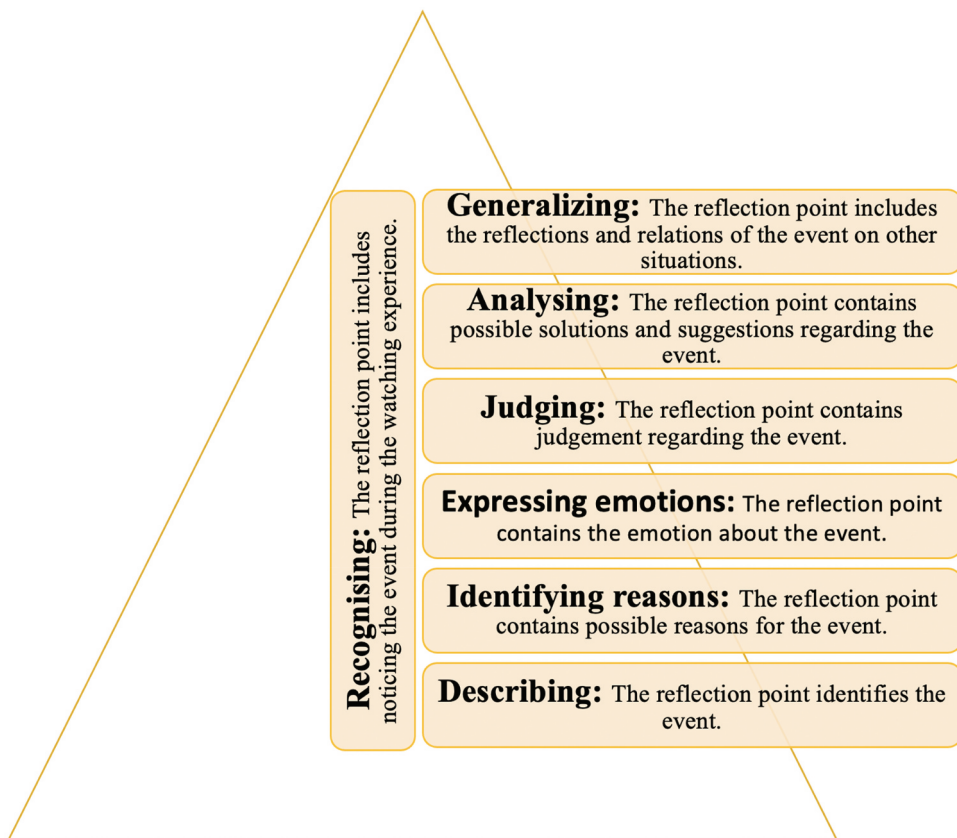 Recognising: The reflection point includes
noticing the event during the watching experience.
Generalizing: The reflection point includes
the reflections and relations of the event on other
situations.
Analysing: The reflection point contains
possible solutions and suggestions regarding the
event.
Judging: The reflection point contains
judgement regarding the event.
Expressing emotions: The reflection point
contains the emotion about the event.
Identifying reasons: The reflection point
contains possible reasons for the event.
Describing: The reflection point identifies the
event.